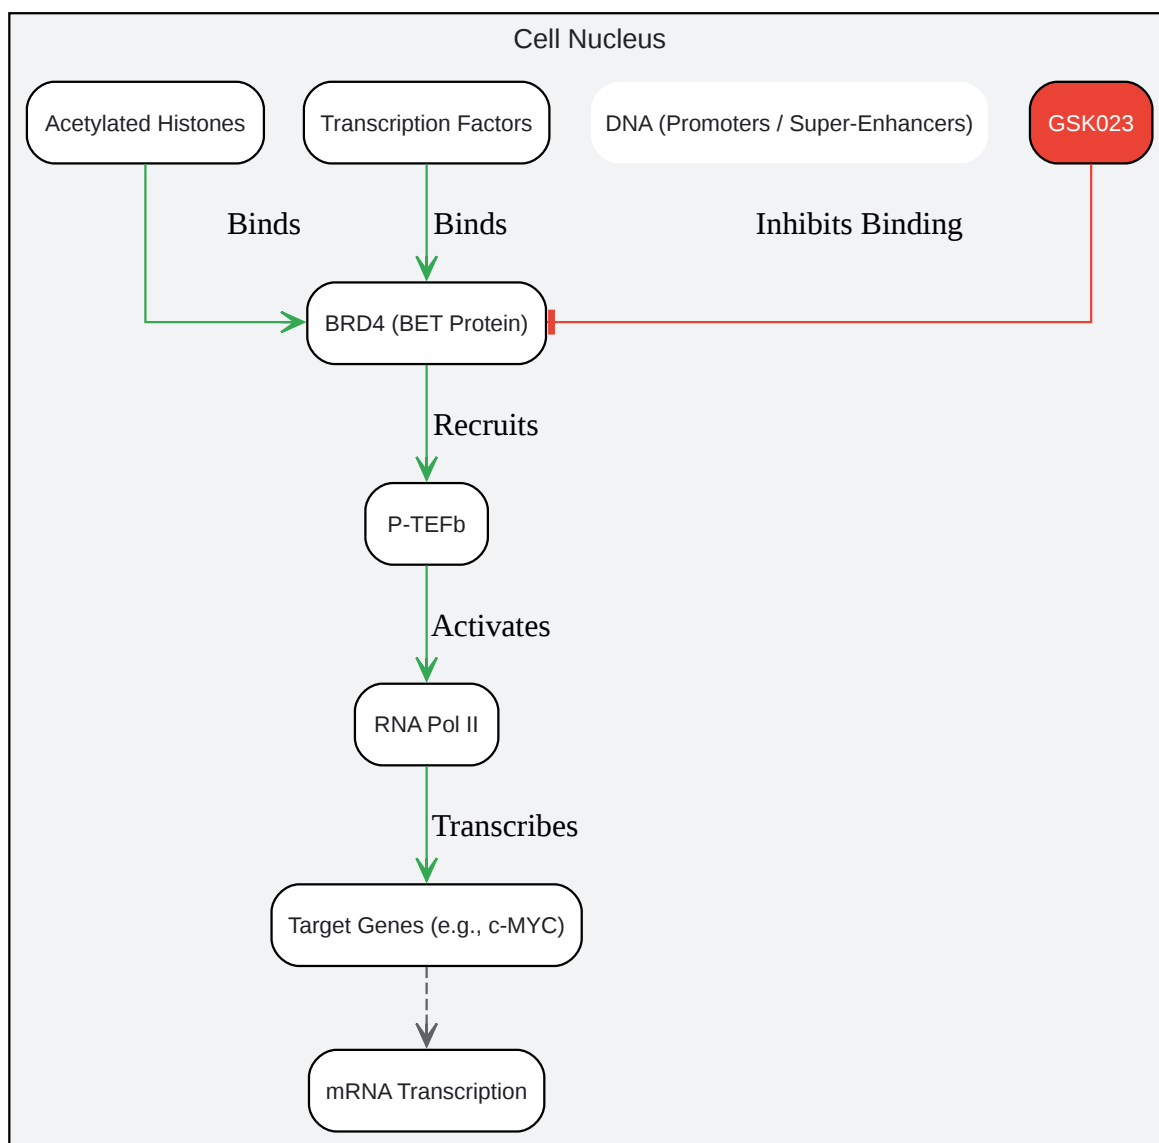 Cell Nucleus
Acetylated Histones
Transcription Factors
DNA (Promoters / Super-Enhancers)
GSK023
Binds
Binds
Inhibits Binding
BRD4 (BET Protein)
Recruits
P-TEFb
Activates
RNA Pol II
Transcribes
Target Genes (e.g., c-MYC)
mRNA Transcription